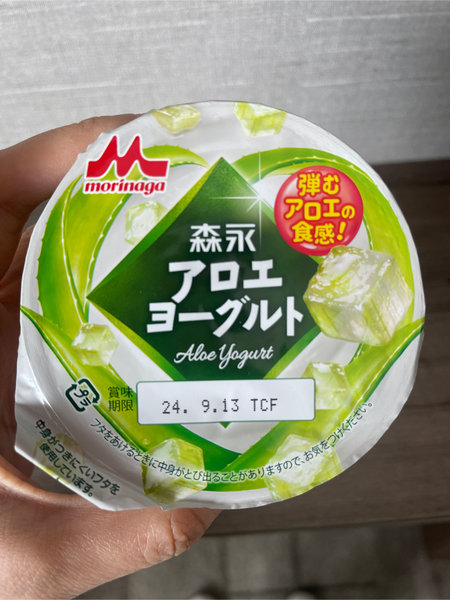 morinaga
弾む
アロエの
食感!
森永
アロエ
ヨーグルト
Aloe Yogurt
プラ
賞味
期限
24. 9.13 TCF
フタをあけるときに中身がとび出ることがありますので、お気をつけください。
中身がつきにくいフタを
使用しています。